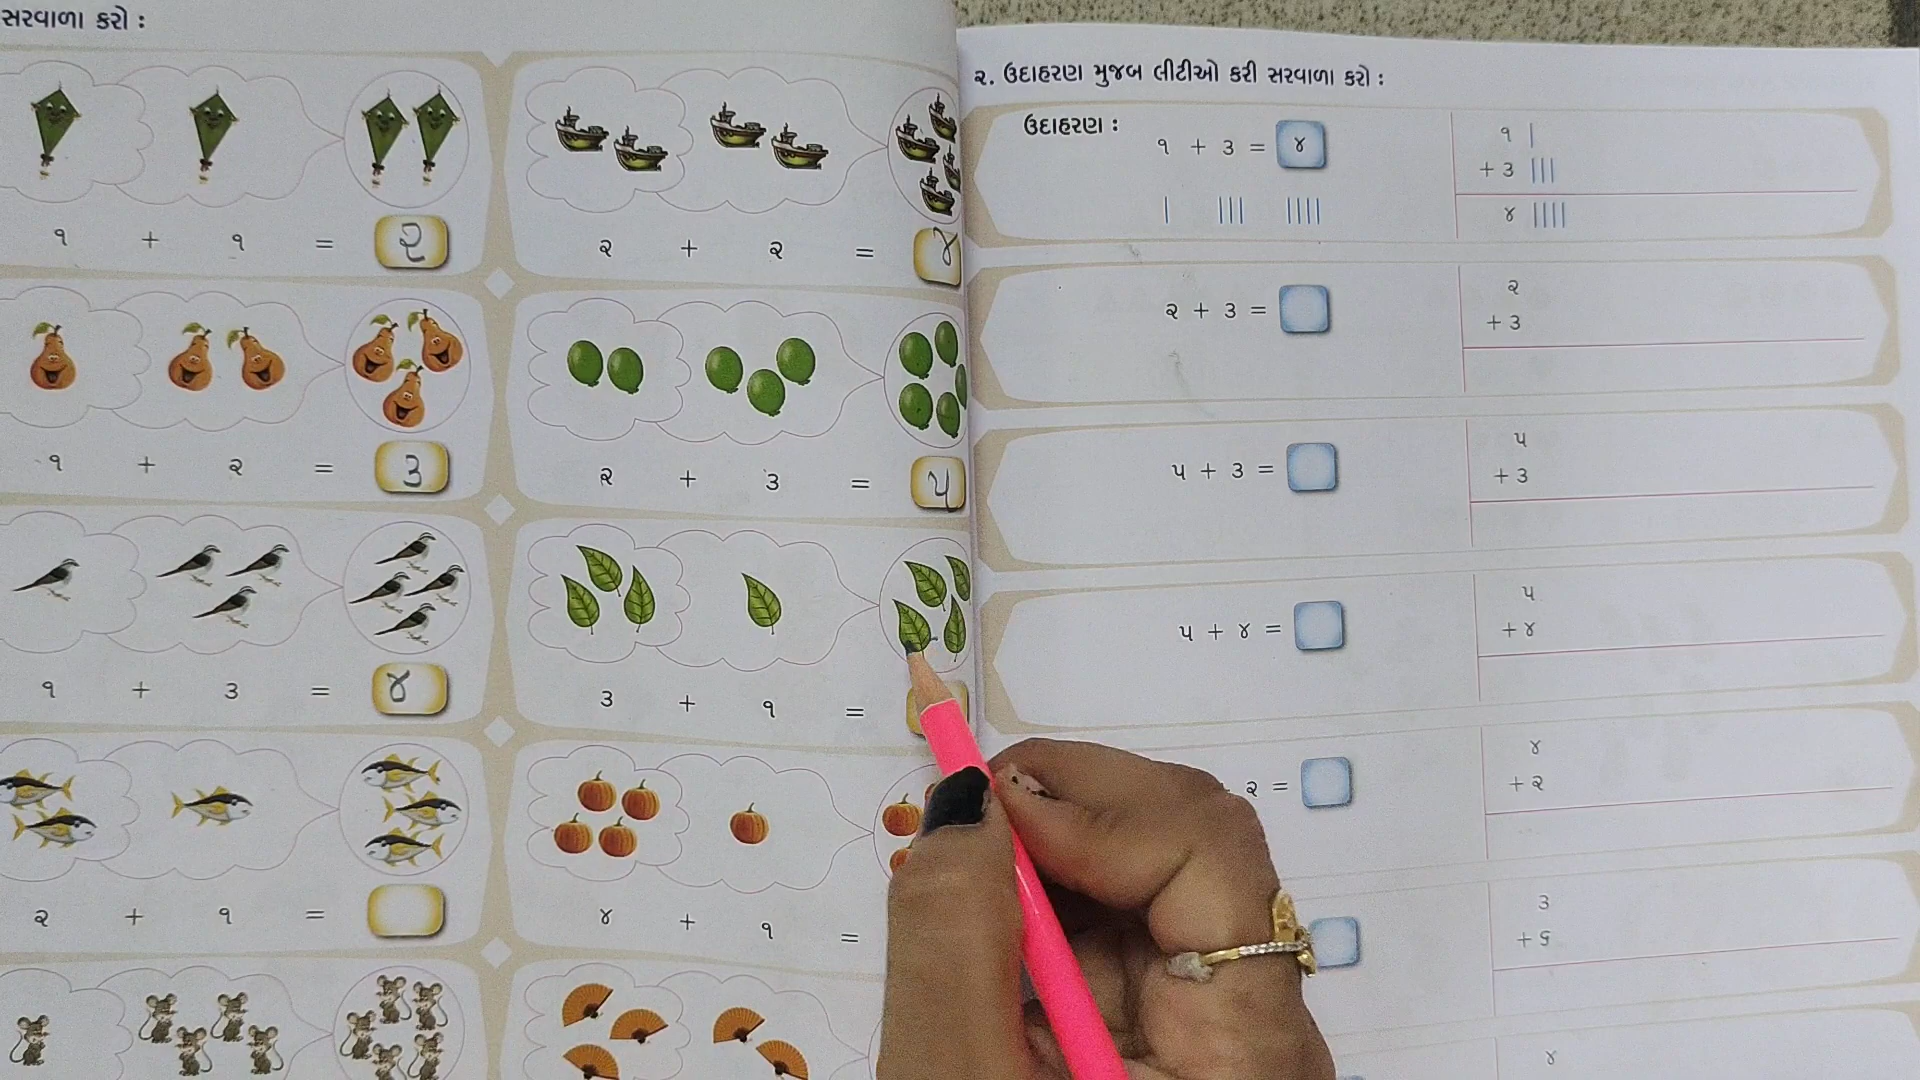 સરવાળા કરો :
૧ + ૧ = ૨
૨ + ૨ = ૪
૧ + ૨ = ૩
૨ + ૩ = ૫
૧ + ૩ = ૪
૩ + ૧ =
૨ + ૧ =
૪ + ૧ =
૨. ઉદાહરણ મુજબ લીટીઓ કરી સરવાળા કરો :
ઉદાહરણ :
૧ + ૩ = ૪
૧
+ ૩
૪
૨ + ૩ =
૨
+ ૩
૫ + ૩ =
૫
+ ૩
૫ + ૪ =
૫
+ ૪
૨ =
૪
+ ૨
૩
+ ૬
૪